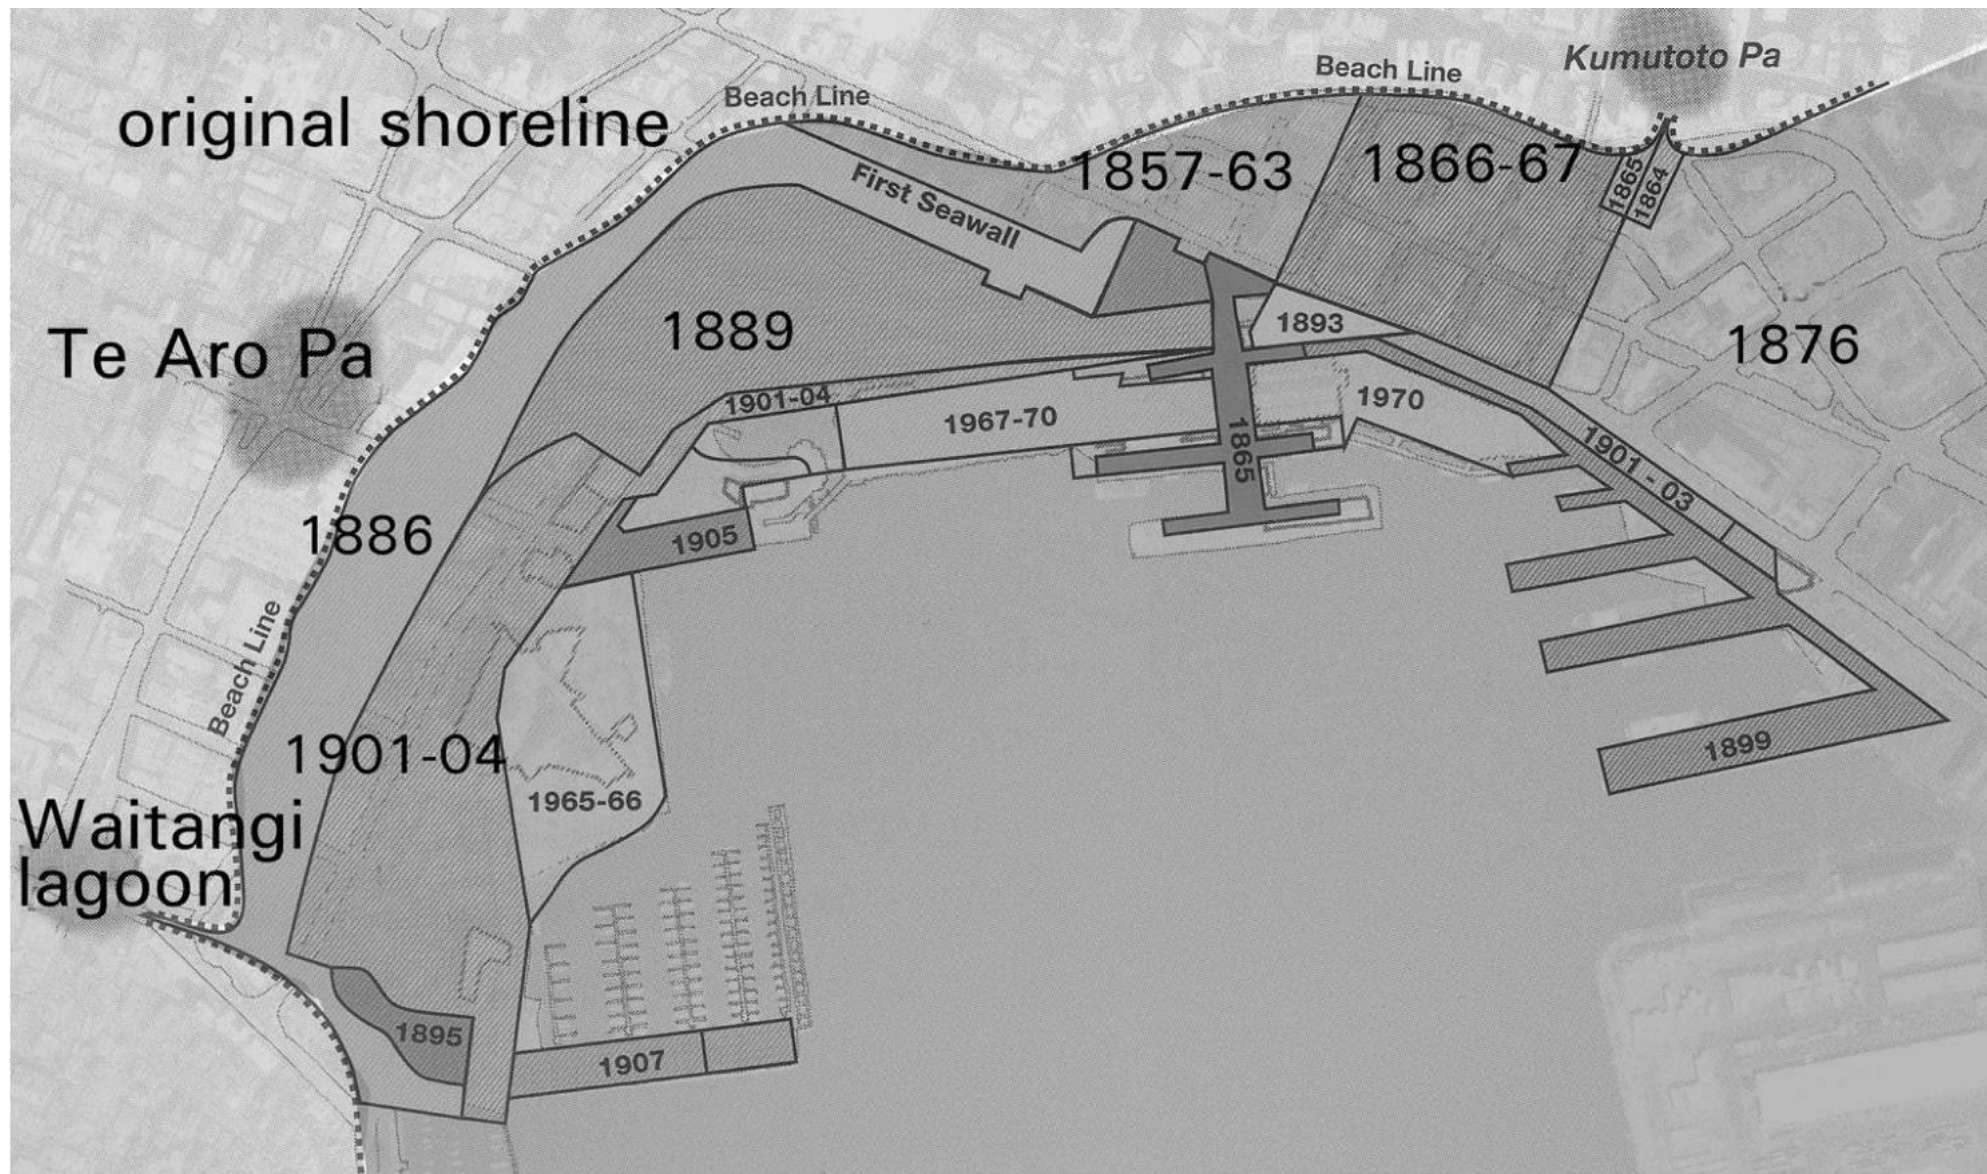 Kumutoto Pa
Beach Line
Beach Line
original shoreline
1857-63
1866-67
1865
1864
First Seawall
1889
1893
1876
Te Aro Pa
1901-04
1967-70
1970
1865
1901 - 03
1886
1905
Beach Line
1901-04
1899
1965-66
Waitangi
lagoon
1895
1907